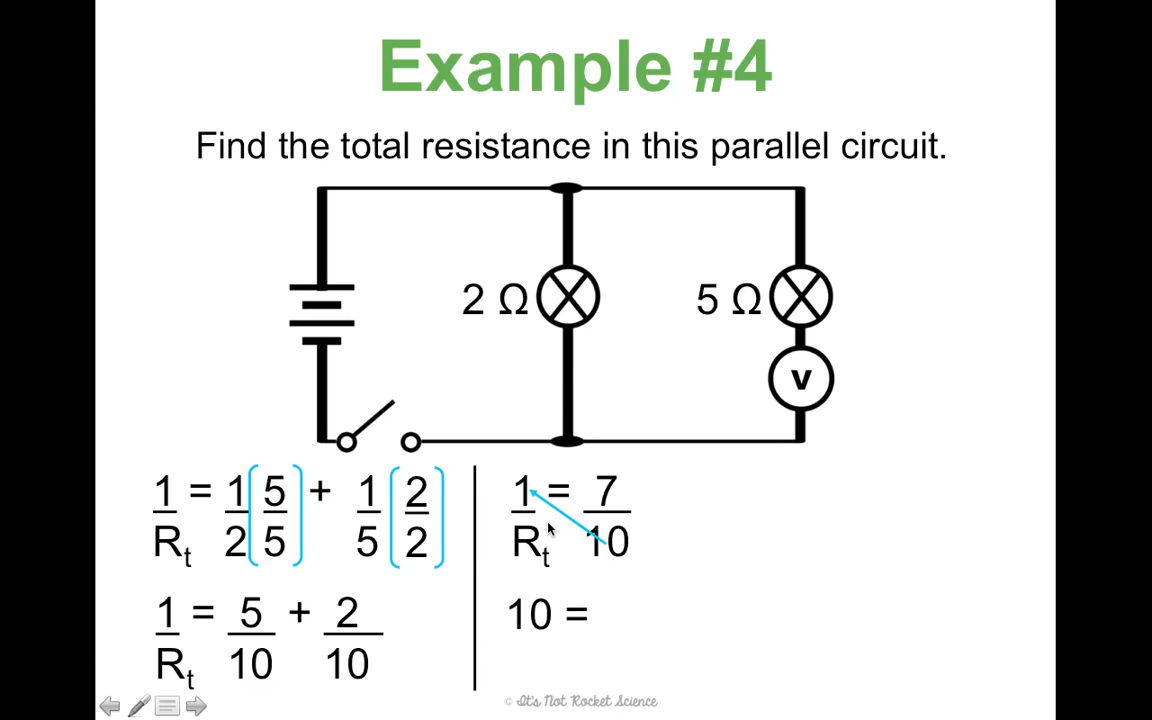 Example #4
Find the total resistance in this parallel circuit.
2 Ω
5 Ω
V
1 = 1 (5) + 1 (2)
Rt 2 (5) 5 (2)
1 = 5 + 2
Rt 10 10
1 = 7
Rt 10
10 =
© It's Not Rocket Science